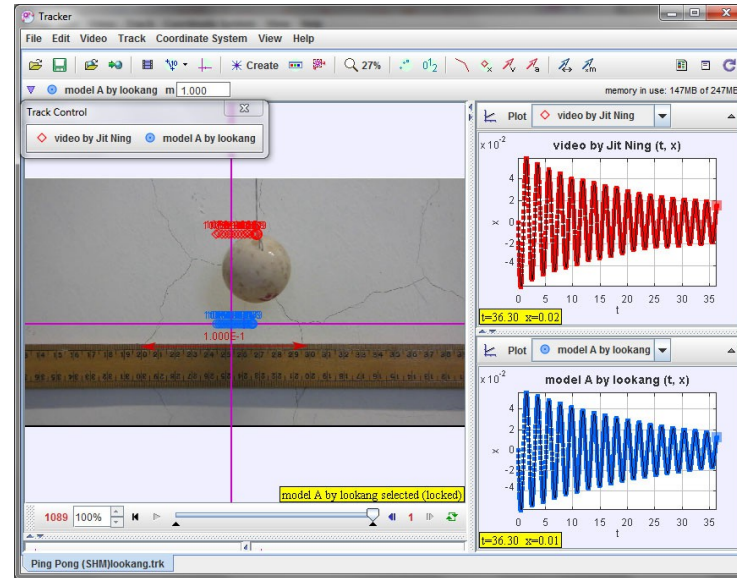 Tracker
File Edit Video Track Coordinate System View Help
Create 27%
model A by lookang m 1.000 memory in use: 147MB of 247MB
Track Control
video by Jit Ning model A by lookang
1.000E-1
model A by lookang selected (locked)
1089 100% 1
Ping Pong (SHM)lookang.trk
Plot video by Jit Ning
x 10-2 video by Jit Ning (t, x)
4
2
x 0
-2
-4
0 5 10 15 20 25 30 35
t
t=36.30 x=0.02
Plot model A by lookang
x 10-2 model A by lookang (t, x)
4
2
x 0
-2
-4
0 5 10 15 20 25 30 35
t
t=36.30 x=0.01